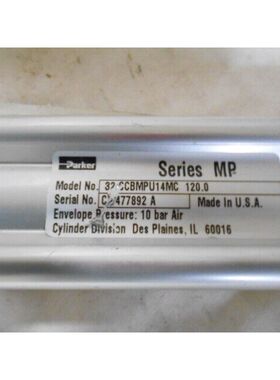 Parker
Series MP
Model No. 32 CCBMPU14MC 120.0
Serial No. 477892 A Made In U.S.A.
Envelope Pressure: 10 bar Air
Cylinder Division Des Plaines, IL 60016